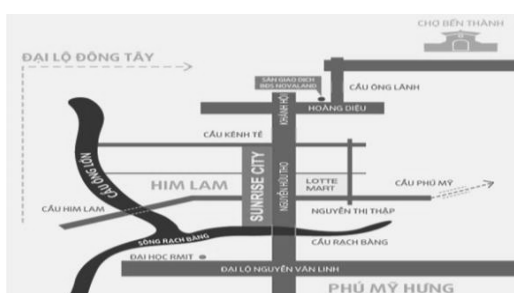 CHỢ BẾN THÀNH
ĐẠI LỘ ĐÔNG TÂY
SÀN GIAO DỊCH
BĐS NOVALAND
CẦU ÔNG LÃNH
KHÁNH HỘI
HOÀNG DIỆU
CẦU KÊNH TẺ
CẦU ÔNG LỚN
HIM LAM
SUNRISE CITY
NGUYỄN HỮU THỌ
LOTTE
MART
CẦU PHÚ MỸ
CẦU HIM LAM
NGUYỄN THỊ THẬP
SÔNG RẠCH BÀNG
CẦU RẠCH BÀNG
ĐẠI HỌC RMIT
ĐẠI LỘ NGUYỄN VĂN LINH
PHÚ MỸ HƯNG